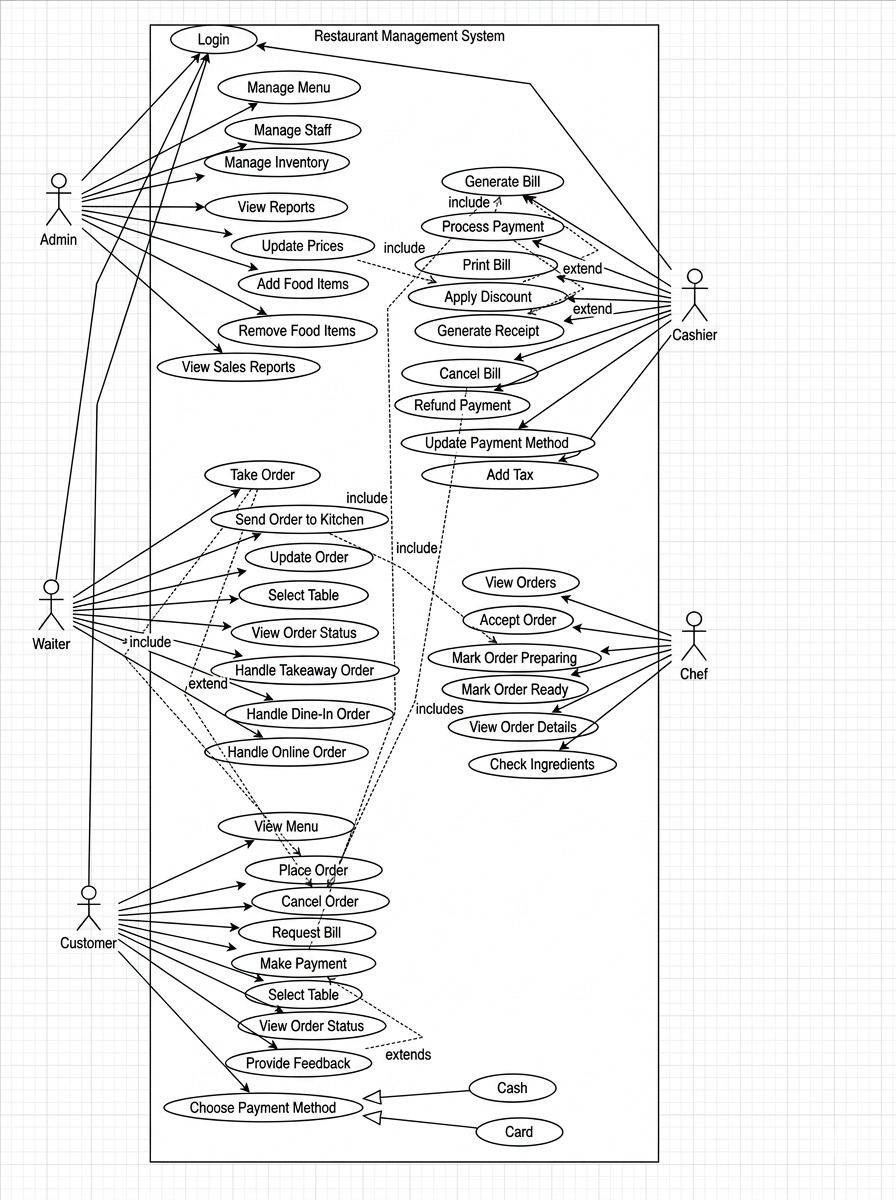 Restaurant Management System
Login
Manage Menu
Manage Staff
Manage Inventory
View Reports
Update Prices
Add Food Items
Remove Food Items
View Sales Reports
Admin
include
Generate Bill
include
Process Payment
Print Bill
extend
Apply Discount
extend
Generate Receipt
Cancel Bill
Refund Payment
Update Payment Method
Add Tax
Cashier
Take Order
include
Send Order to Kitchen
Update Order
include
Select Table
View Order Status
include
Handle Takeaway Order
extend
Handle Dine-In Order
includes
Handle Online Order
Waiter
View Orders
Accept Order
Mark Order Preparing
Mark Order Ready
View Order Details
Check Ingredients
Chef
View Menu
Place Order
Cancel Order
Request Bill
Make Payment
Select Table
View Order Status
extends
Provide Feedback
Choose Payment Method
Customer
Cash
Card